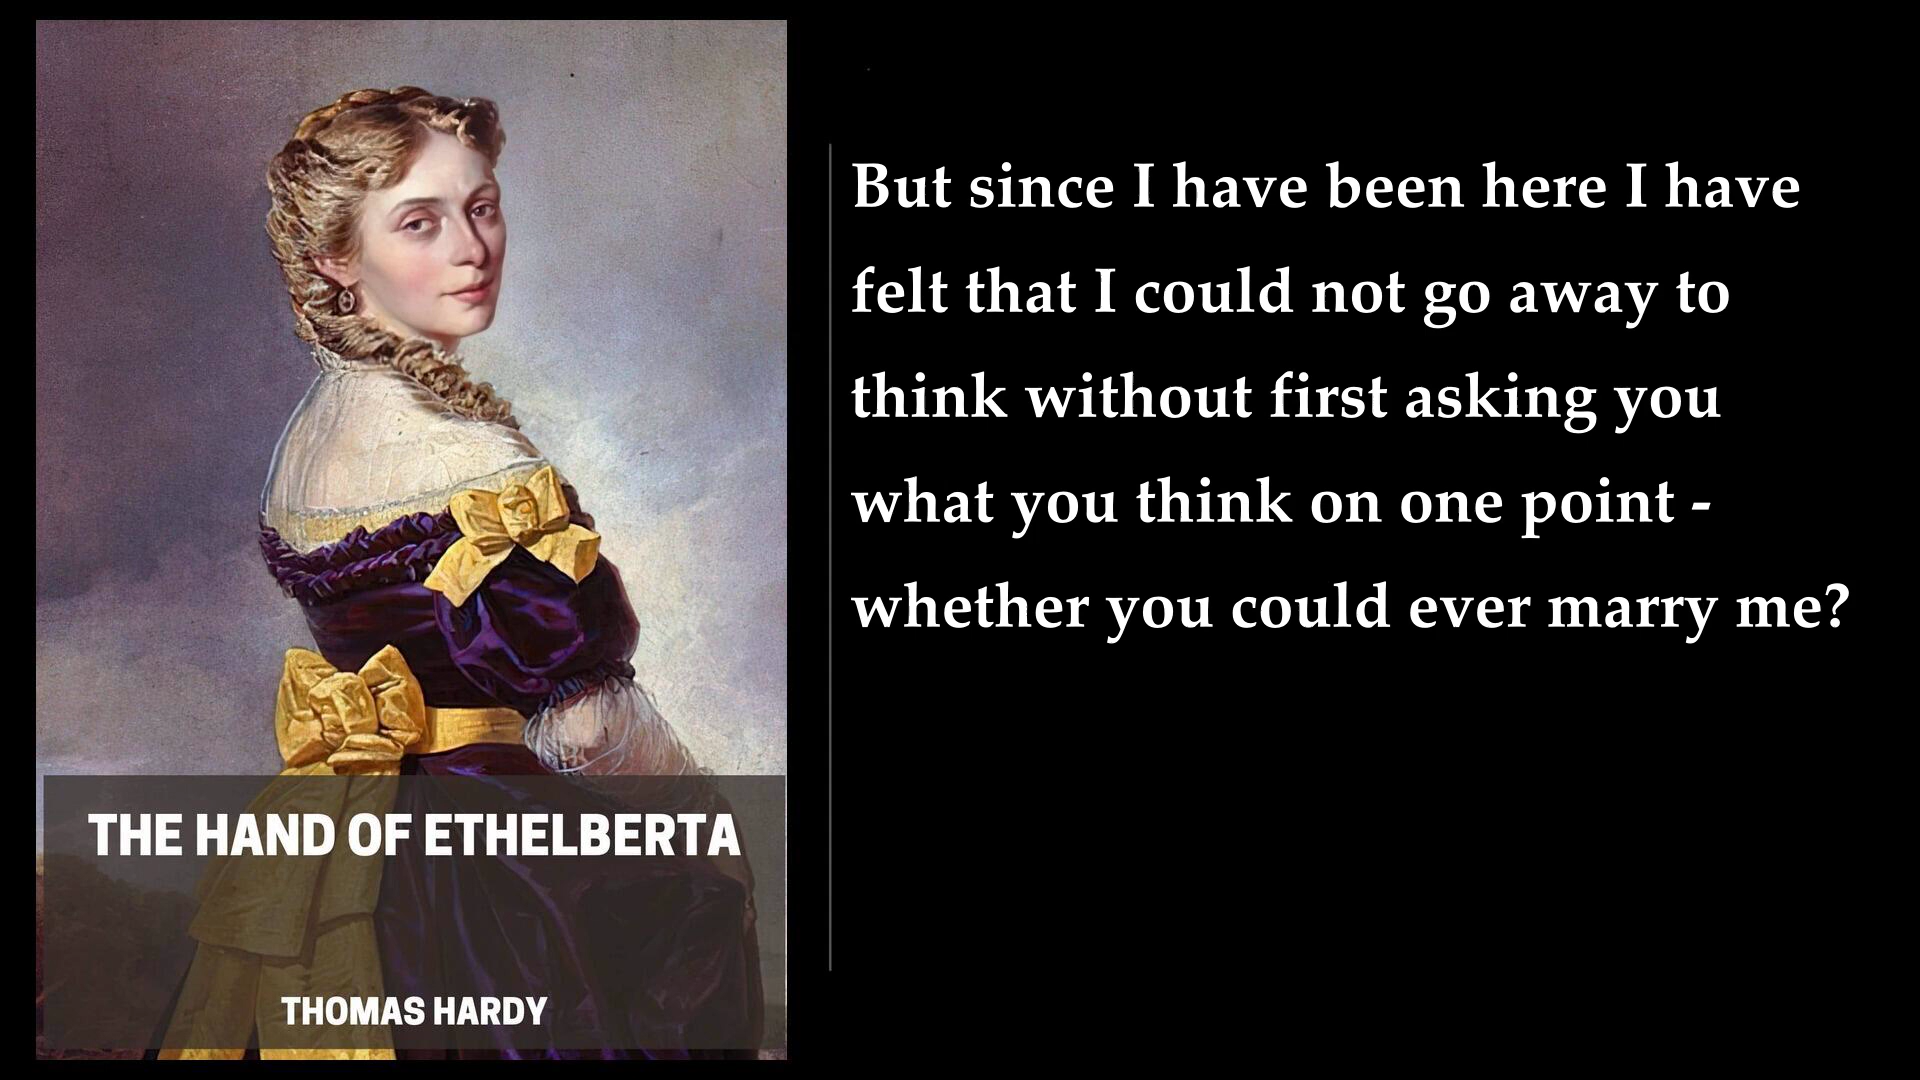 THE HAND OF ETHELBERTA
THOMAS HARDY
But since I have been here I have
felt that I could not go away to
think without first asking you
what you think on one point -
whether you could ever marry me?